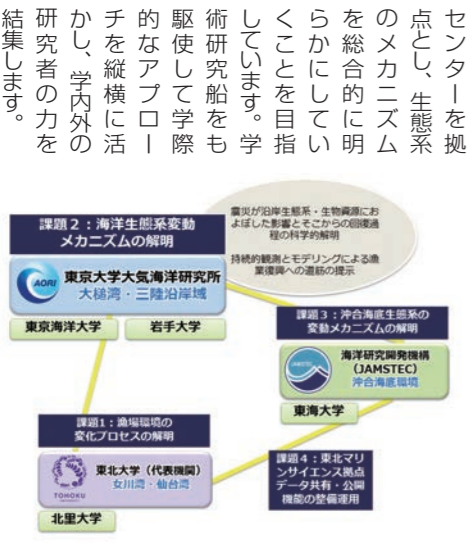 センターを拠
点とし、生態系
のメカニズム
を総合的に明
らかにしてい
くことを目指
しています。学
術研究船をも
駆使して学際
的なアプロー
チを縦横に活
かし、学内外の
研究者の力を
結集します。
震災が沿岸生態系・生物資源にお
よぼした影響とそこからの回復過
程の科学的解明
持続的観測とモデリングによる漁
業復興への道筋の提示
課題2：海洋生態系変動
メカニズムの解明
AORI
東京大学大気海洋研究所
大槌湾・三陸沿岸域
東京海洋大学
岩手大学
課題3：沖合海底生態系の
変動メカニズムの解明
JAMSTEC
海洋研究開発機構
(JAMSTEC)
沖合海底環境
東海大学
課題1：漁場環境の
変化プロセスの解明
TOHOKU
東北大学（代表機関）
女川湾・仙台湾
北里大学
課題4：東北マリ
ンサイエンス拠点
データ共有・公開
機能の整備運用